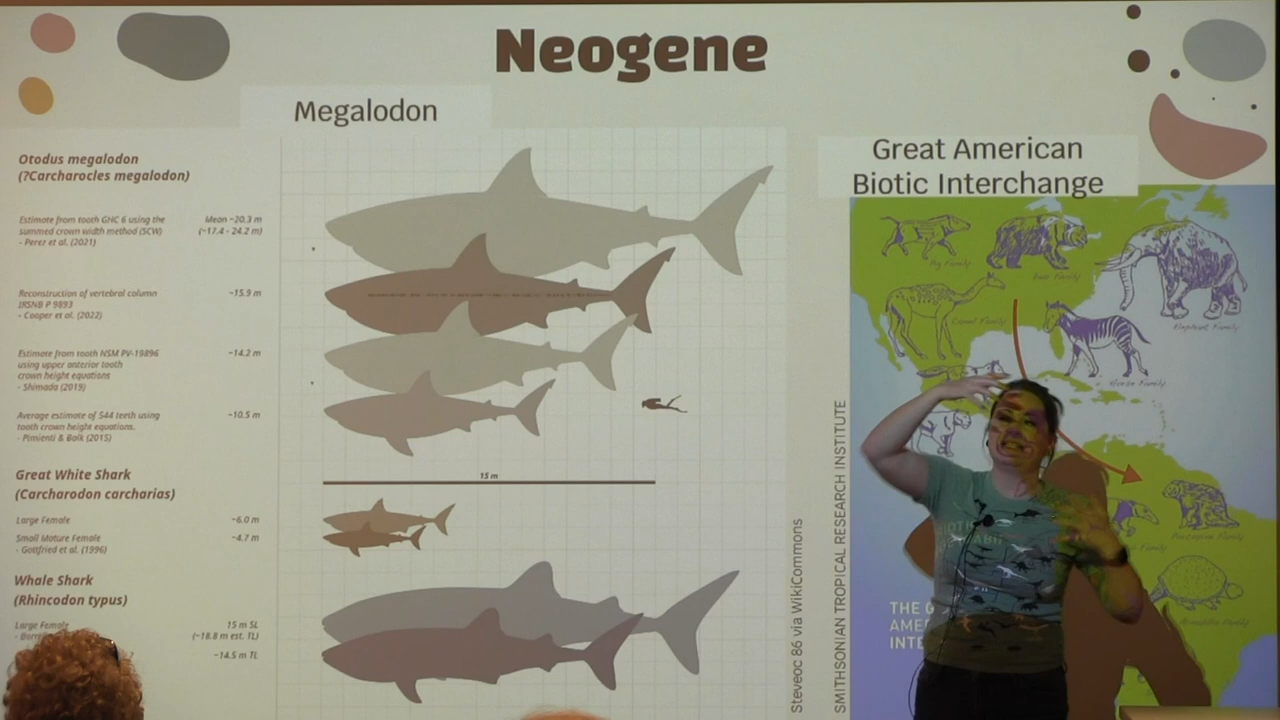 Neogene
Megalodon
Otodus megalodon
(?Carcharocles megalodon)
Estimate from tooth GHC 6 using the
summed crown width method (SCW)
- Perez et al. (2021)
Mean ~20.3 m
(~17.4 - 24.2 m)
Reconstruction of vertebral column
IRSNB P 9893
- Cooper et al. (2022)
~15.9 m
Estimate from tooth NSM PV-19896
using upper anterior tooth
crown height equations
- Shimada (2019)
~14.2 m
Average estimate of 544 teeth using
tooth crown height equations.
- Pimienti & Balk (2015)
~10.5 m
15 m
Great White Shark
(Carcharodon carcharias)
Large Female
~6.0 m
Small Mature Female
- Gottfried et al. (1996)
~4.7 m
Whale Shark
(Rhincodon typus)
Large Female
15 m SL
(~18.8 m est. TL)
~14.5 m TL
Steveoc 86 via WikiCommons
SMITHSONIAN TROPICAL RESEARCH INSTITUTE
Great American
Biotic Interchange
Pig Family
Bear Family
Camel Family
Elephant Family
Horse Family
Porcupine Family
Family
Armadillo Family
THE